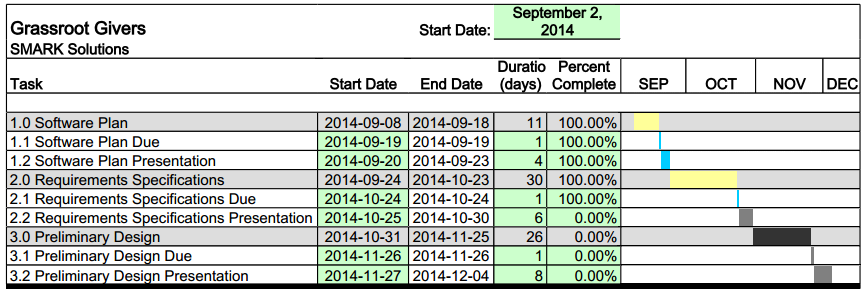 September 2,
Grassroot Givers Start Date: 2014
SMARK Solutions
Duratio Percent
Task Start Date End Date (days) Complete SEP OCT NOV DEC
1.0 Software Plan 2014-09-08 2014-09-18 11 100.00%
1.1 Software Plan Due 2014-09-19 2014-09-19 1 100.00%
1.2 Software Plan Presentation 2014-09-20 2014-09-23 4 100.00%
2.0 Requirements Specifications 2014-09-24 2014-10-23 30 100.00%
2.1 Requirements Specifications Due 2014-10-24 2014-10-24 1 100.00%
2.2 Requirements Specifications Presentation 2014-10-25 2014-10-30 6 0.00%
3.0 Preliminary Design 2014-10-31 2014-11-25 26 0.00%
3.1 Preliminary Design Due 2014-11-26 2014-11-26 1 0.00%
3.2 Preliminary Design Presentation 2014-11-27 2014-12-04 8 0.00%